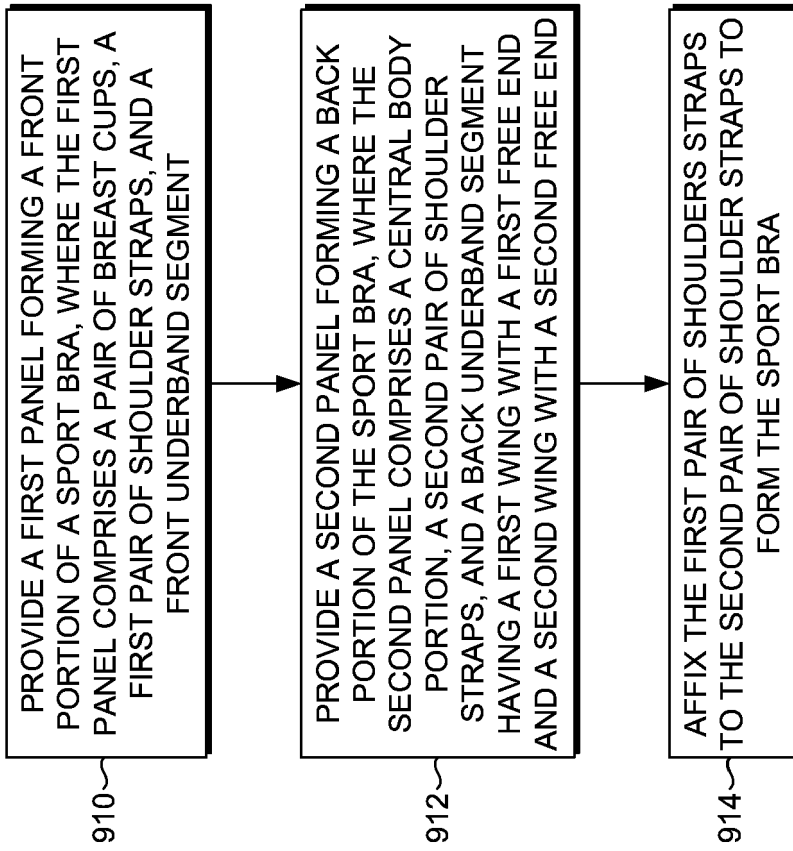 910
PROVIDE A FIRST PANEL FORMING A FRONT
PORTION OF A SPORT BRA, WHERE THE FIRST
PANEL COMPRISES A PAIR OF BREAST CUPS, A
FIRST PAIR OF SHOULDER STRAPS, AND A
FRONT UNDERBAND SEGMENT
912
PROVIDE A SECOND PANEL FORMING A BACK
PORTION OF THE SPORT BRA, WHERE THE
SECOND PANEL COMPRISES A CENTRAL BODY
PORTION, A SECOND PAIR OF SHOULDER
STRAPS, AND A BACK UNDERBAND SEGMENT
HAVING A FIRST WING WITH A FIRST FREE END
AND A SECOND WING WITH A SECOND FREE END
914
AFFIX THE FIRST PAIR OF SHOULDERS STRAPS
TO THE SECOND PAIR OF SHOULDER STRAPS TO
FORM THE SPORT BRA